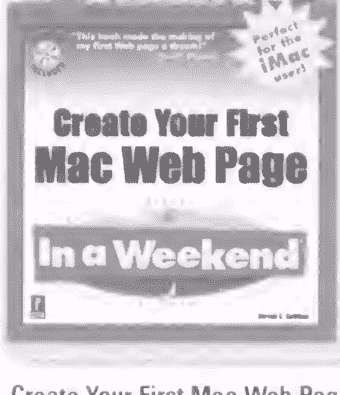 "This book made the making of
my first Web page a dream!"
Perfect
for the
iMac
user!
Create Your First
Mac Web Page
In a Weekend
Create Your First Mac Web Pag